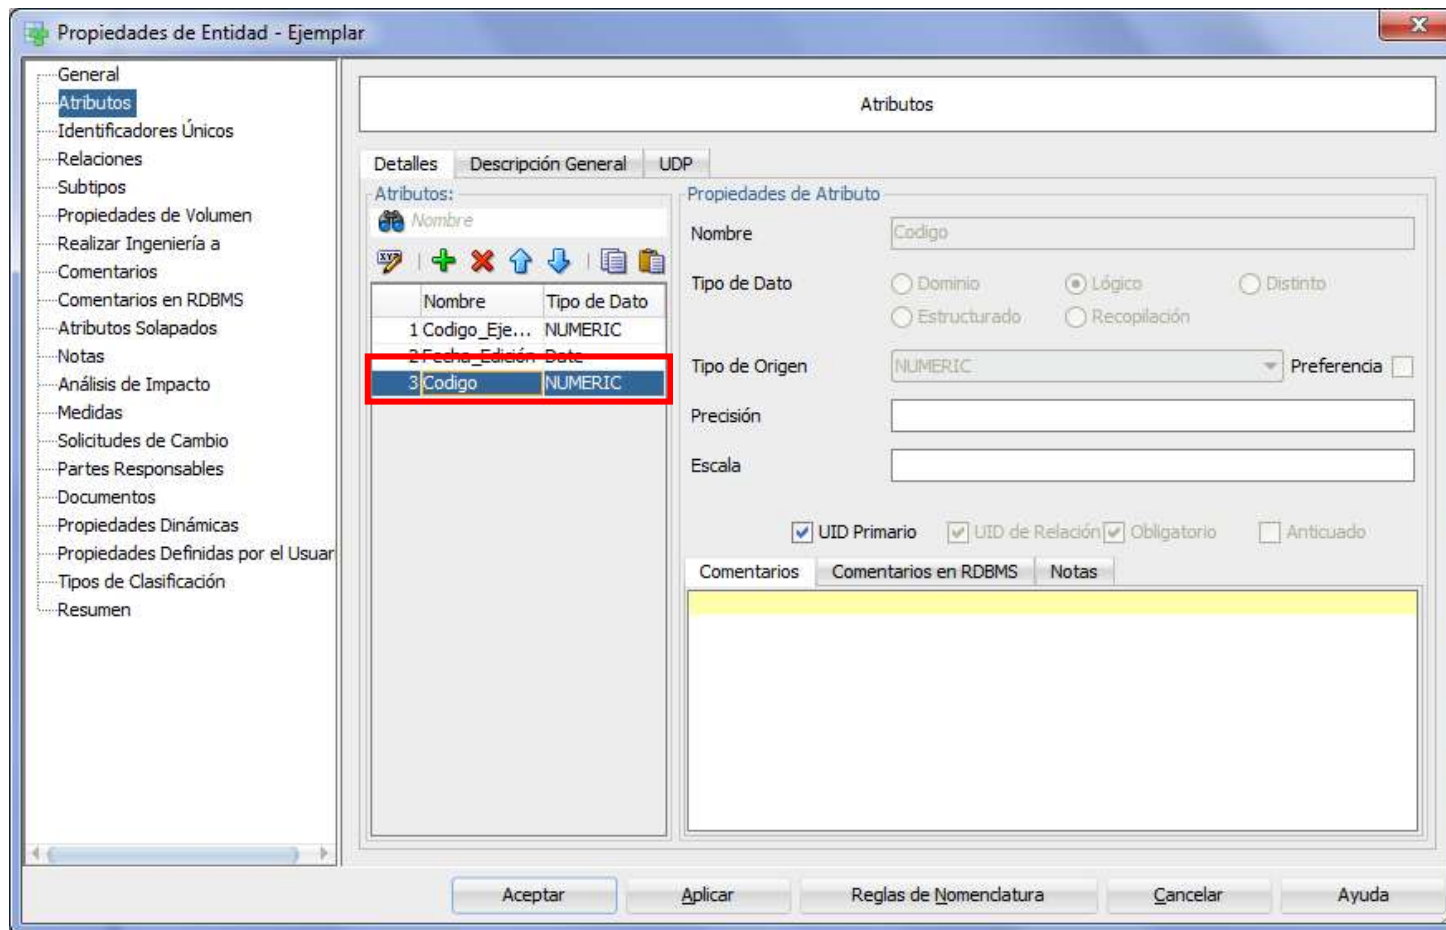 Propiedades de Entidad - Ejemplar
General
Atributos
Identificadores Únicos
Relaciones
Subtipos
Propiedades de Volumen
Realizar Ingeniería a
Comentarios
Comentarios en RDBMS
Atributos Solapados
Notas
Análisis de Impacto
Medidas
Solicitudes de Cambio
Partes Responsables
Documentos
Propiedades Dinámicas
Propiedades Definidas por el Usuar
Tipos de Clasificación
Resumen
Atributos
Detalles Descripción General UDP
Atributos:
Nombre
Nombre Tipo de Dato
1 Codigo_Eje... NUMERIC
2 Fecha_Edición Date
3 Codigo NUMERIC
Propiedades de Atributo
Nombre Codigo
Tipo de Dato Dominio Lógico Distinto
Estructurado Recopilación
Tipo de Origen NUMERIC Preferencia
Precisión
Escala
UID Primario UID de Relación Obligatorio Anticuado
Comentarios Comentarios en RDBMS Notas
Aceptar Aplicar Reglas de Nomenclatura Cancelar Ayuda